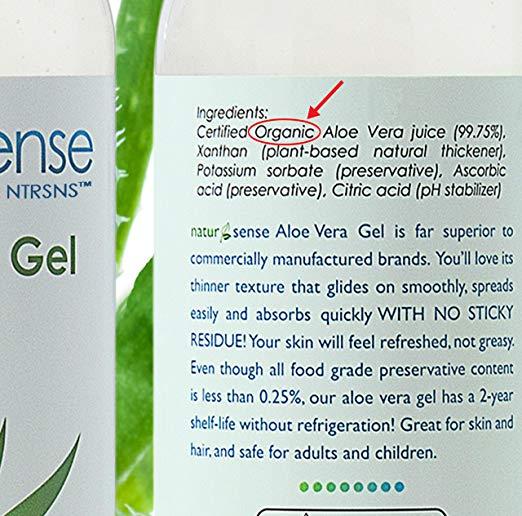 ense
NTRSNS™
Gel
Ingredients:
Certified Organic Aloe Vera juice (99.75%),
Xanthan (plant-based natural thickener),
Potassium sorbate (preservative), Ascorbic
acid (preservative), Citric acid (pH stabilizer)
natur sense Aloe Vera Gel is far superior to
commercially manufactured brands. You'll love its
thinner texture that glides on smoothly, spreads
easily and absorbs quickly WITH NO STICKY
RESIDUE! Your skin will feel refreshed, not greasy.
Even though all food grade preservative content
is less than 0.25%, our aloe vera gel has a 2-year
shelf-life without refrigeration! Great for skin and
hair, and safe for adults and children.